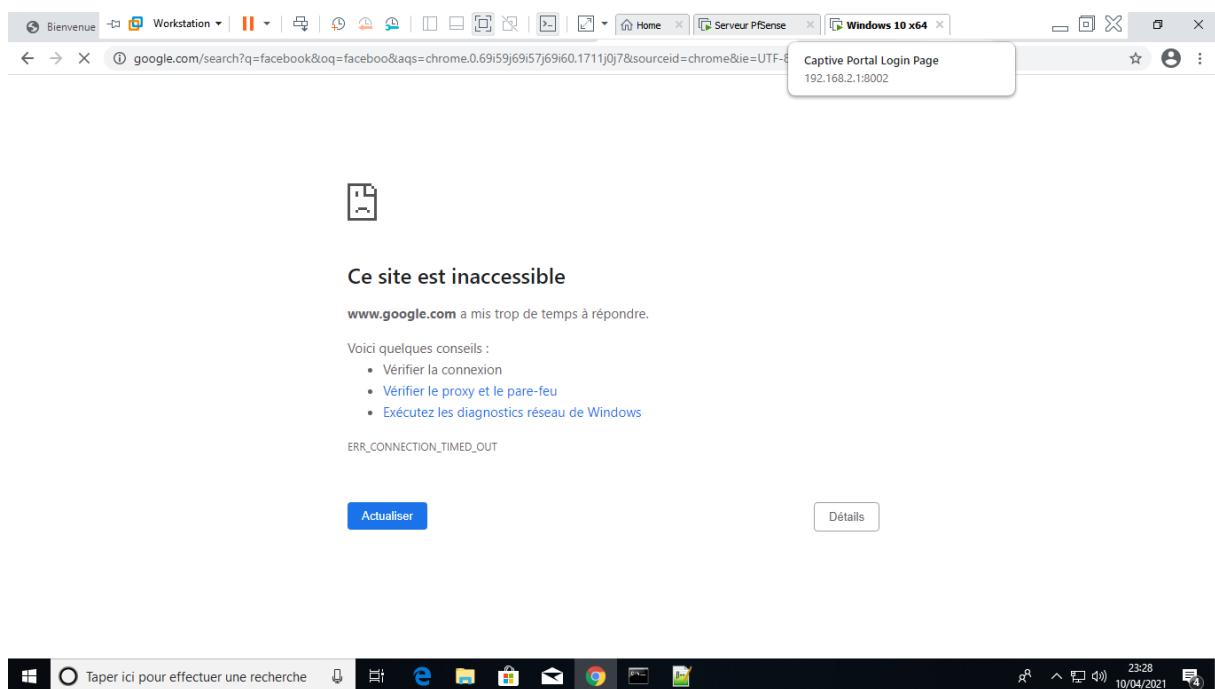 Bienvenue Workstation Home Serveur PfSense Windows 10 x64
google.com/search?q=facebook&oq=faceboo&aqs=chrome.0.69i59j69i57j69i60.1711j0j7&sourceid=chrome&ie=UTF-8
Captive Portal Login Page
192.168.2.1:8002
Ce site est inaccessible
www.google.com a mis trop de temps à répondre.
Voici quelques conseils :
Vérifier la connexion
Vérifier le proxy et le pare-feu
Exécutez les diagnostics réseau de Windows
ERR_CONNECTION_TIMED_OUT
Actualiser Détails
Taper ici pour effectuer une recherche
23:28
10/04/2021
4